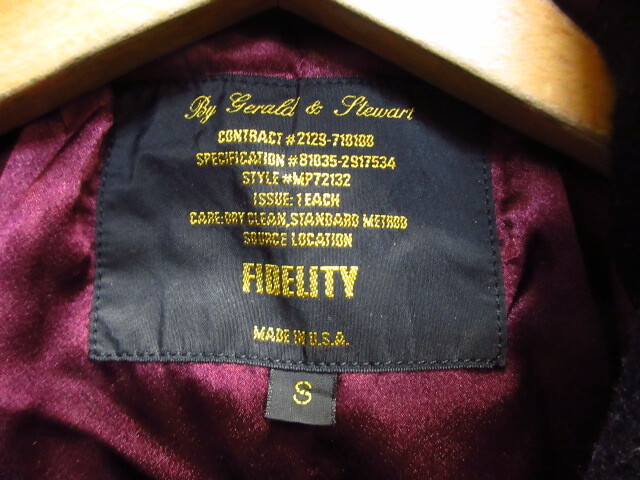 By Gerald & Stewart
CONTRACT #2129-710100
SPECIFICATION #81035-2917534
STYLE #MP72132
ISSUE: 1 EACH
CARE: DRY CLEAN, STANDARD METHOD
SOURCE LOCATION
FIDELITY
MADE IN U.S.A.
S